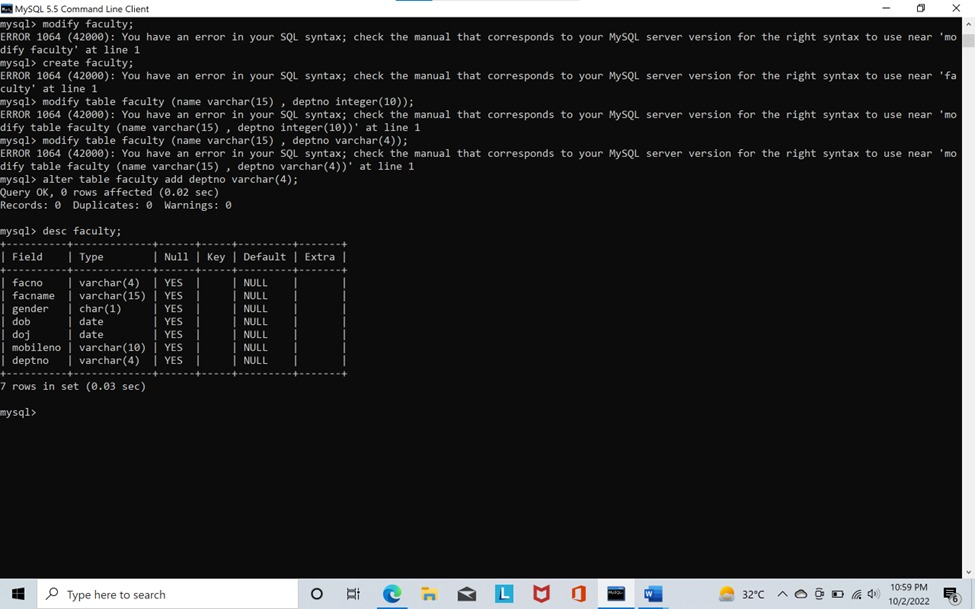 MySQL 5.5 Command Line Client
mysql> modify faculty;
ERROR 1064 (42000): You have an error in your SQL syntax; check the manual that corresponds to your MySQL server version for the right syntax to use near 'mo
dify faculty' at line 1
mysql> create faculty;
ERROR 1064 (42000): You have an error in your SQL syntax; check the manual that corresponds to your MySQL server version for the right syntax to use near 'fa
culty' at line 1
mysql> modify table faculty (name varchar(15) , deptno integer(10));
ERROR 1064 (42000): You have an error in your SQL syntax; check the manual that corresponds to your MySQL server version for the right syntax to use near 'mo
dify table faculty (name varchar(15) , deptno integer(10))' at line 1
mysql> modify table faculty (name varchar(15) , deptno varchar(4));
ERROR 1064 (42000): You have an error in your SQL syntax; check the manual that corresponds to your MySQL server version for the right syntax to use near 'mo
dify table faculty (name varchar(15) , deptno varchar(4))' at line 1
mysql> alter table faculty add deptno varchar(4);
Query OK, 0 rows affected (0.02 sec)
Records: 0  Duplicates: 0  Warnings: 0
mysql> desc faculty;
+----------+-------------+------+-----+---------+-------+
| Field    | Type        | Null | Key | Default | Extra |
+----------+-------------+------+-----+---------+-------+
| facno    | varchar(4)  | YES  |     | NULL    |       |
| facname  | varchar(15) | YES  |     | NULL    |       |
| gender   | char(1)     | YES  |     | NULL    |       |
| dob      | date        | YES  |     | NULL    |       |
| doj      | date        | YES  |     | NULL    |       |
| mobileno | varchar(10) | YES  |     | NULL    |       |
| deptno   | varchar(4)  | YES  |     | NULL    |       |
+----------+-------------+------+-----+---------+-------+
7 rows in set (0.03 sec)
mysql>
Type here to search
32°C
10:59 PM
10/2/2022
6